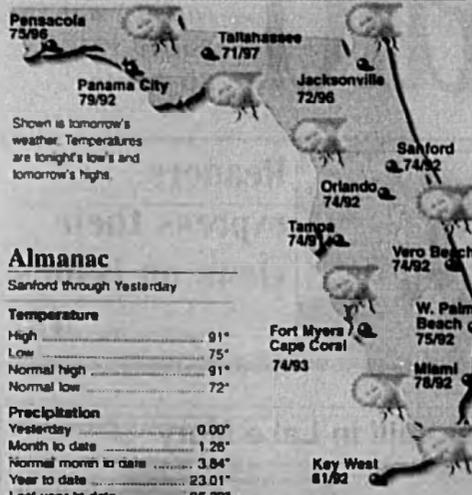 Pensacola
75/96
Tallahassee
71/97
Jacksonville
72/96
Panama City
79/92
Shown is tomorrow's
weather. Temperatures
are tonight's low's and
tomorrow's highs.
Sanford
74/92
Orlando
74/92
Tampa
Vero Beach
74/92
W. Palm
Beach
75/92
Fort Myers
Cape Coral
74/93
Miami
78/92
Key West
81/92
Almanac
Sanford through Yesterday
Temperature
High 91°
Low 75°
Normal high 91°
Normal low 72°
Precipitation
Yesterday 0.00"
Month to date 1.26"
Normal month to date 3.84"
Year to date 23.01"
Last year to date